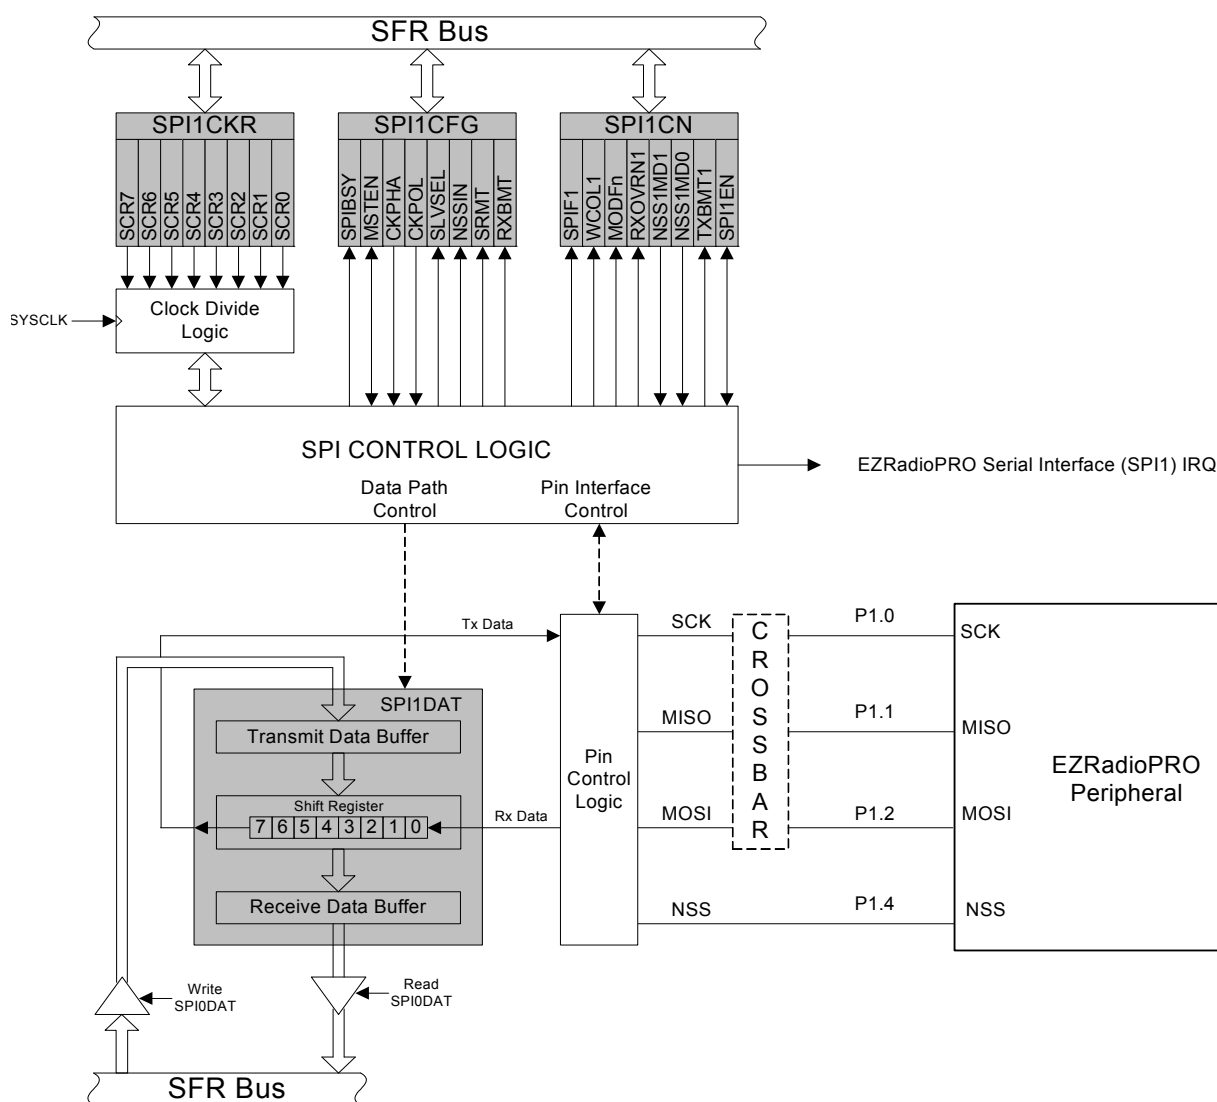 SFR Bus
SPI1CKR
SPI1CFG
SPI1CN
SCR7
SCR6
SCR5
SCR4
SCR3
SCR2
SCR1
SCR0
SPIBSY
MSTEN
CKPHA
CKPOL
SLVSEL
NSSIN
SRMT
RXBMT
SPIF1
WCOL1
MODFn
RXOVRN1
NSS1MD1
NSS1MD0
TXBMT1
SPI1EN
SYSCLK
Clock Divide
Logic
SPI CONTROL LOGIC
Data Path
Control
Pin Interface
Control
EZRadioPRO Serial Interface (SPI1) IRQ
Tx Data
SPI1DAT
Transmit Data Buffer
Shift Register
7 6 5 4 3 2 1 0
Rx Data
Receive Data Buffer
Pin
Control
Logic
SCK
MISO
MOSI
NSS
CROSSBAR
P1.0
P1.1
P1.2
P1.4
SCK
MISO
MOSI
NSS
EZRadioPRO
Peripheral
Write
SPI0DAT
Read
SPI0DAT
SFR Bus